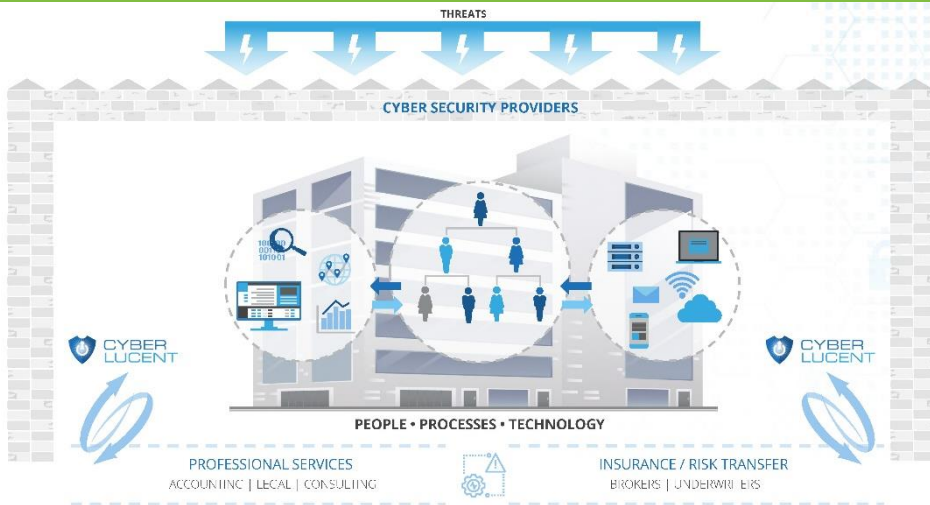 THREATS
CYBER SECURITY PROVIDERS
CYBER
LUCENT
CYBER
LUCENT
PEOPLE • PROCESSES • TECHNOLOGY
PROFESSIONAL SERVICES
ACCOUNTING | LEGAL | CONSULTING
INSURANCE / RISK TRANSFER
BROKERS | UNDERWRITERS